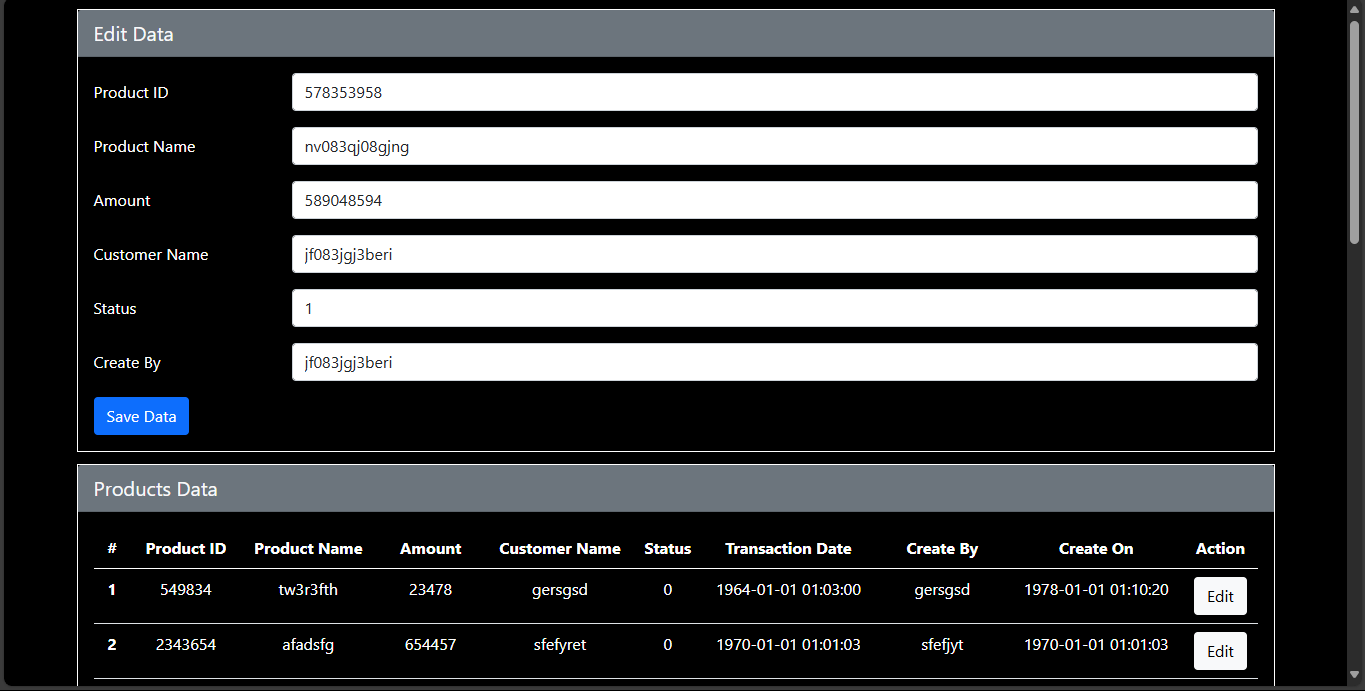 Edit Data
Product ID 578353958
Product Name nv083qj08gjng
Amount 589048594
Customer Name jf083jgj3beri
Status 1
Create By jf083jgj3beri
Save Data
Products Data
# Product ID Product Name Amount Customer Name Status Transaction Date Create By Create On Action
1 549834 tw3r3fth 23478 gersgsd 0 1964-01-01 01:03:00 gersgsd 1978-01-01 01:10:20 Edit
2 2343654 afadsfg 654457 sfefyret 0 1970-01-01 01:01:03 sfefjyt 1970-01-01 01:01:03 Edit